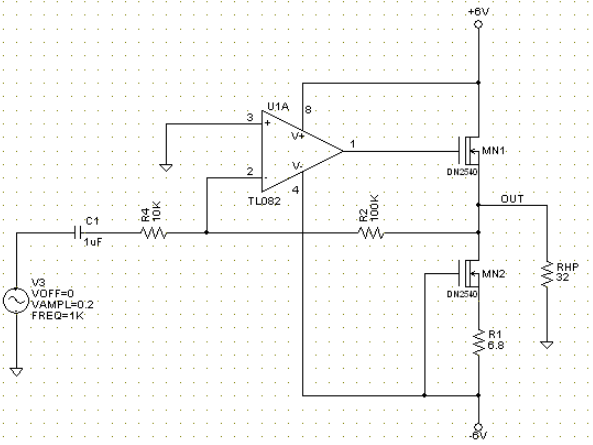 +6V
U1A
8
3
+
V+
1
MN1
DN2540
2
-
V-
4
TL082
OUT
R4
10K
R2
100K
C1
1uF
RHP
32
MN2
DN2540
V3
VOFF=0
VAMPL=0.2
FREQ=1K
R1
6.8
-6V